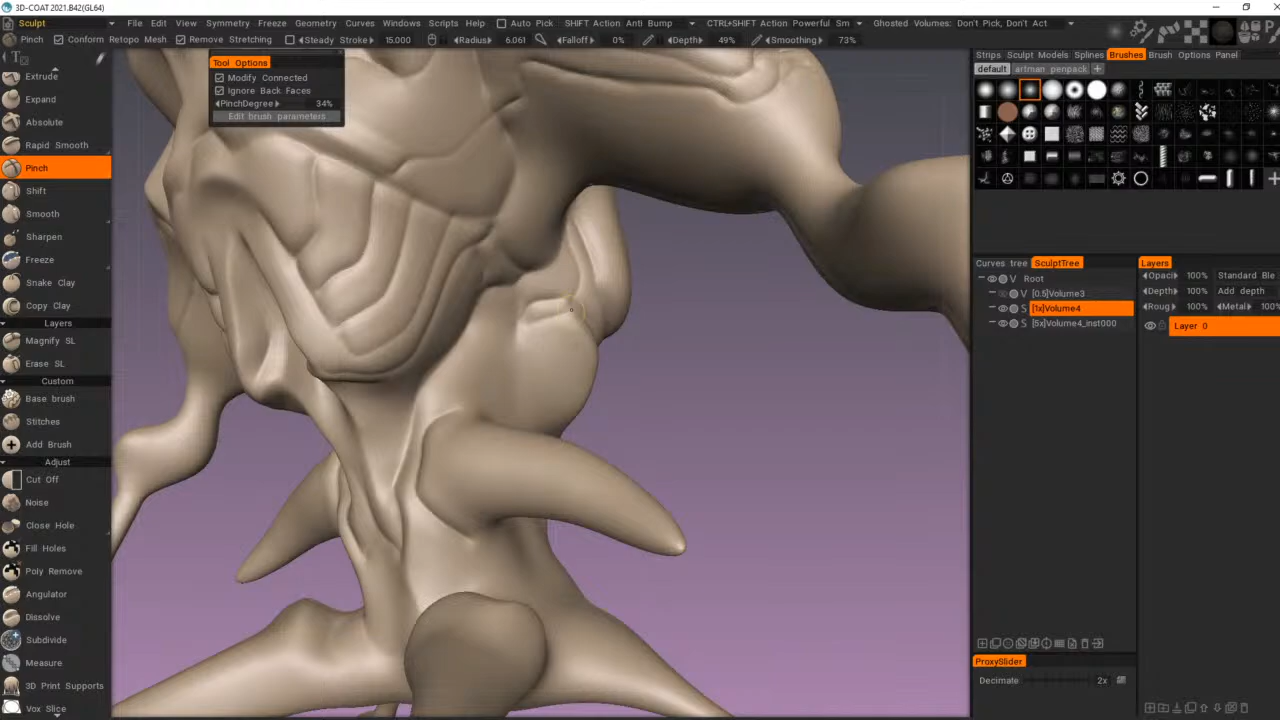 3D-COAT 2021.B42(GL64)
Sculpt File Edit View Symmetry Freeze Geometry Curves Windows Scripts Help Auto Pick SHIFT Action Anti Bump CTRL+SHIFT Action Powerful Sm Ghosted Volumes: Don't Pick, Don't Act
Pinch Conform Retopo Mesh Remove Stretching Steady Stroke 15.000 Radius 6.061 Falloff 0% Depth 49% Smoothing 73%
Strips Sculpt Models Splines Brushes Brush Options Panel
default artman penpack +
Tool Options
Modify Connected
Ignore Back Faces
PinchDegree 34%
Edit brush parameters
Extrude
Expand
Absolute
Rapid Smooth
Pinch
Shift
Smooth
Sharpen
Freeze
Snake Clay
Copy Clay
Layers
Magnify SL
Erase SL
Custom
Base brush
Stitches
Add Brush
Adjust
Cut Off
Noise
Close Hole
Fill Holes
Poly Remove
Angulator
Dissolve
Subdivide
Measure
3D Print Supports
Vox Slice
Curves tree SculptTree
V Root
V [0.5]Volume3
S [1x]Volume4
S [5x]Volume4_inst000
Layers
Opaci 100% Standard Ble
Depth 100% Add depth
Roug 100% Metal 100%
Layer 0
ProxySlider
Decimate 2x